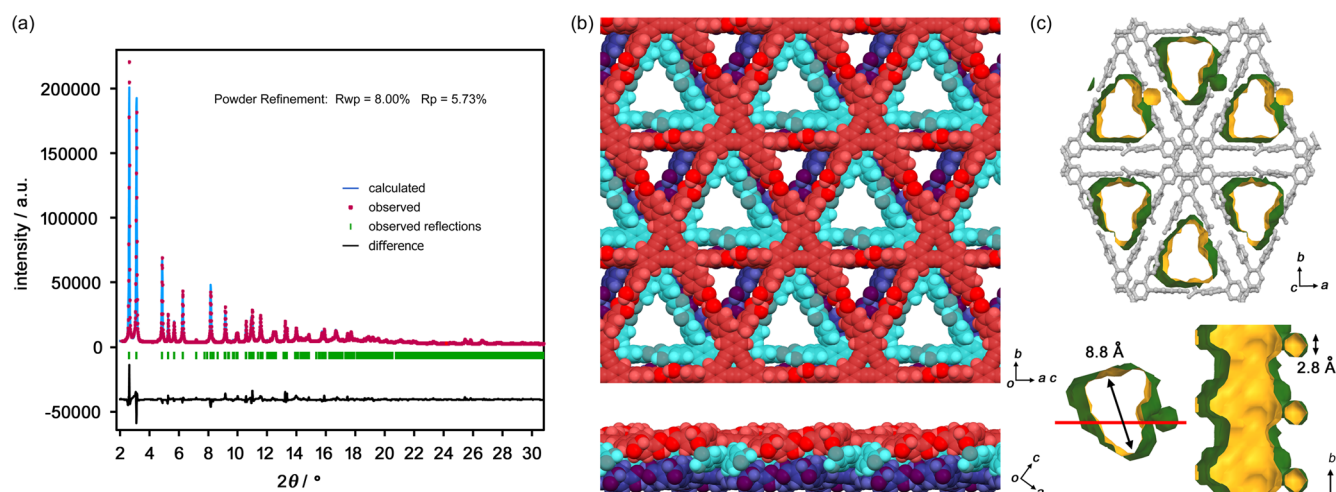 (a)
200000
150000
100000
50000
0
-50000
intensity / a.u.
Powder Refinement: Rwp = 8.00% Rp = 5.73%
calculated
observed
observed reflections
difference
2 4 6 8 10 12 14 16 18 20 22 24 26 28 30
2θ / °
(b)
b
o a c
c
o
a
(c)
b
c a
8.8 Å
2.8 Å
b